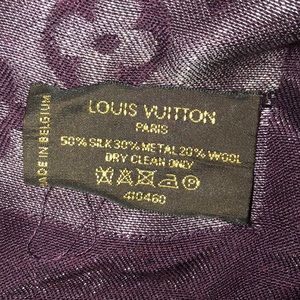 LOUIS VUITTON
PARIS
50% SILK 30% METAL 20% WOOL
DRY CLEAN ONLY
410460
MADE IN BELGIUM